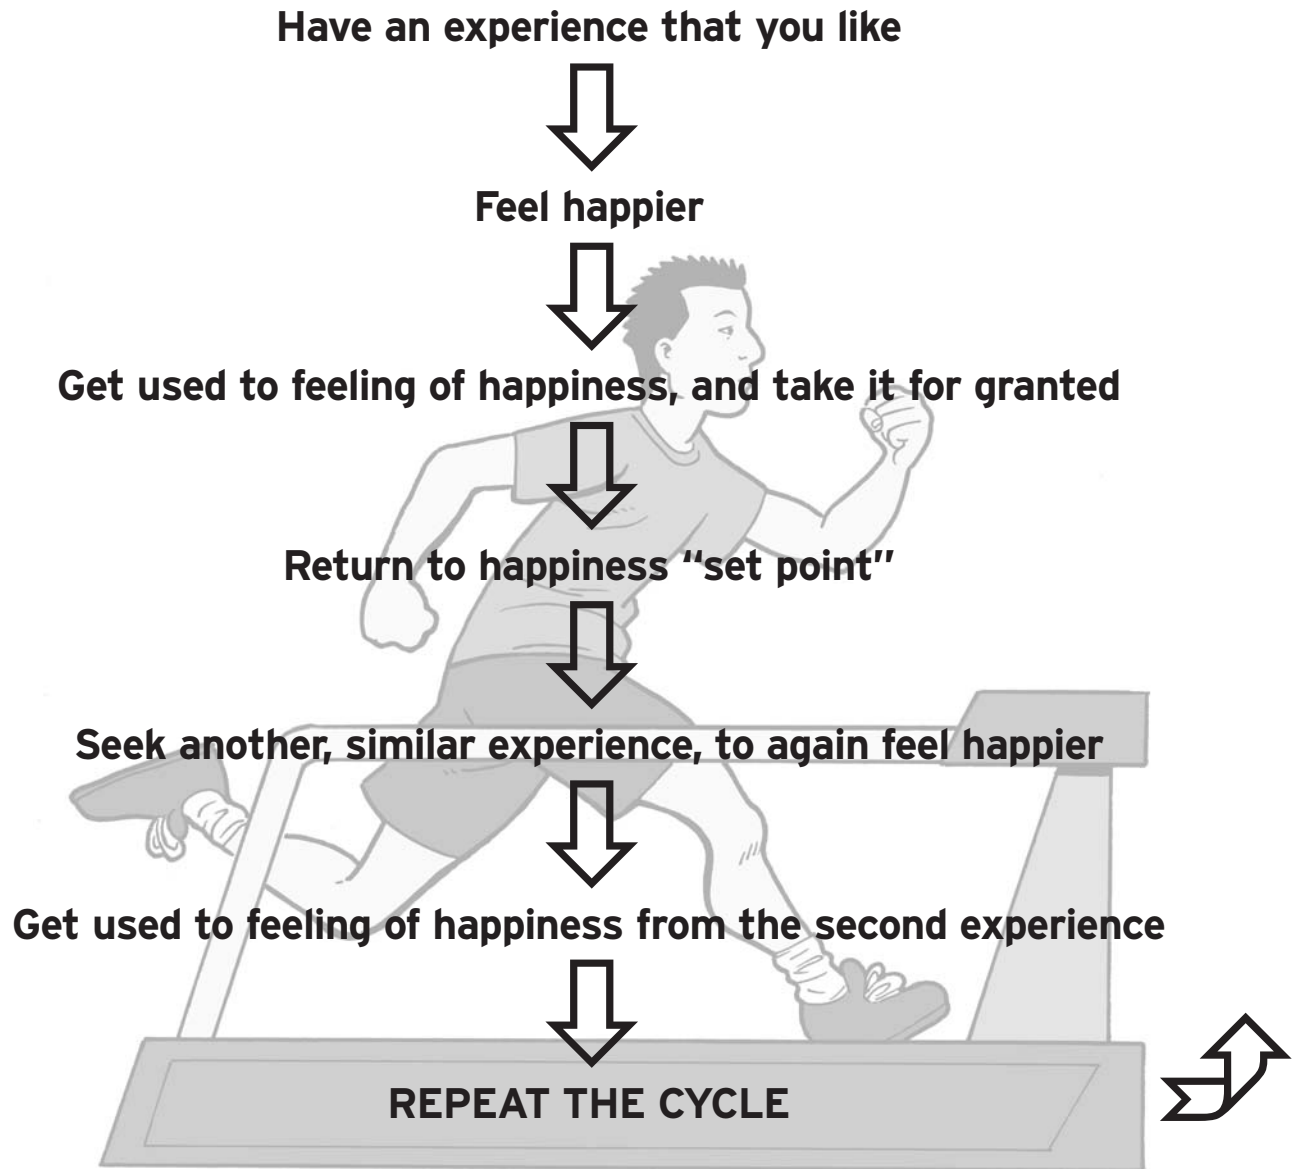 Have an experience that you like
Feel happier
Get used to feeling of happiness, and take it for granted
Return to happiness “set point”
Seek another, similar experience, to again feel happier
Get used to feeling of happiness from the second experience
REPEAT THE CYCLE